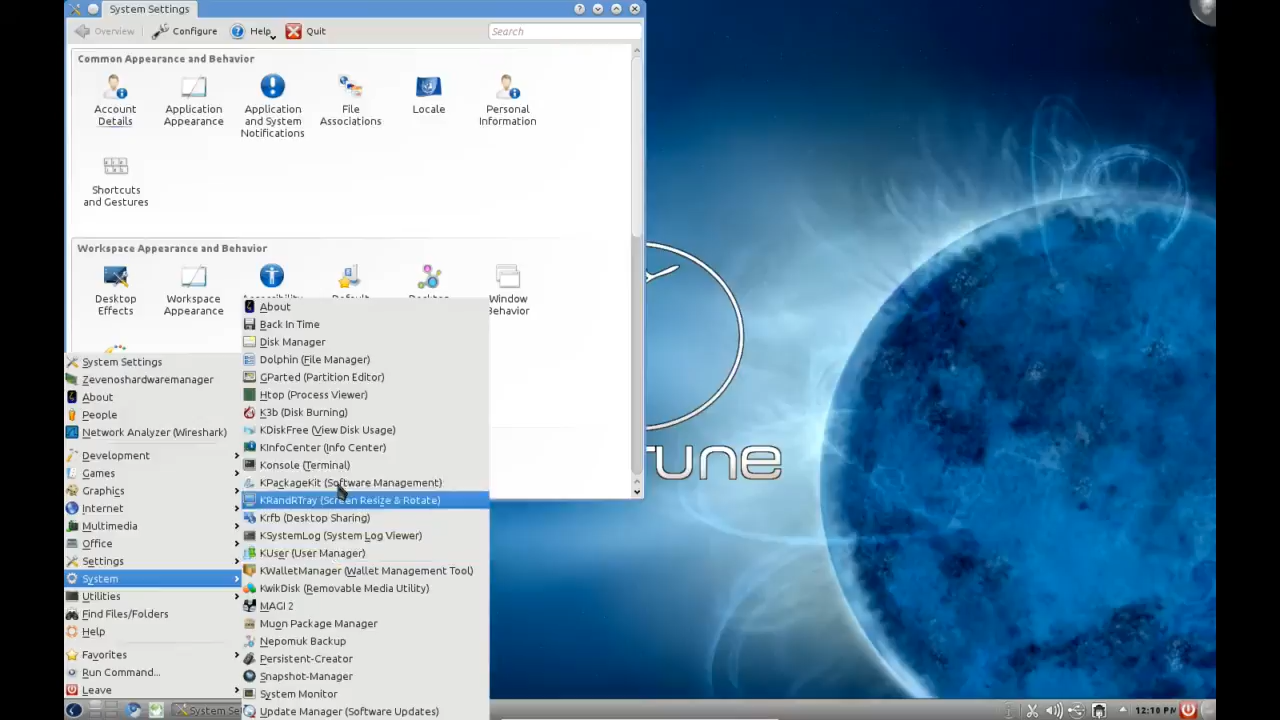 System Settings
Overview
Configure
Help
Quit
Search
Common Appearance and Behavior
Account
Details
Application
Appearance
Application
and System
Notifications
File
Associations
Locale
Personal
Information
Shortcuts
and Gestures
Workspace Appearance and Behavior
Desktop
Effects
Workspace
Appearance
Window
Behavior
System Settings
Zevenoshardwaremanager
About
People
Network Analyzer (Wireshark)
Development
Games
Graphics
Internet
Multimedia
Office
Settings
System
Utilities
Find Files/Folders
Help
Favorites
Run Command...
Leave
About
Back In Time
Disk Manager
Dolphin (File Manager)
GParted (Partition Editor)
Htop (Process Viewer)
K3b (Disk Burning)
KDiskFree (View Disk Usage)
KInfoCenter (Info Center)
Konsole (Terminal)
KPackageKit (Software Management)
KRandRTray (Screen Resize & Rotate)
Krfb (Desktop Sharing)
KSystemLog (System Log Viewer)
KUser (User Manager)
KWalletManager (Wallet Management Tool)
KwikDisk (Removable Media Utility)
MAGI 2
Muon Package Manager
Nepomuk Backup
Persistent-Creator
Snapshot-Manager
System Monitor
Update Manager (Software Updates)
System Se
12:10 PM